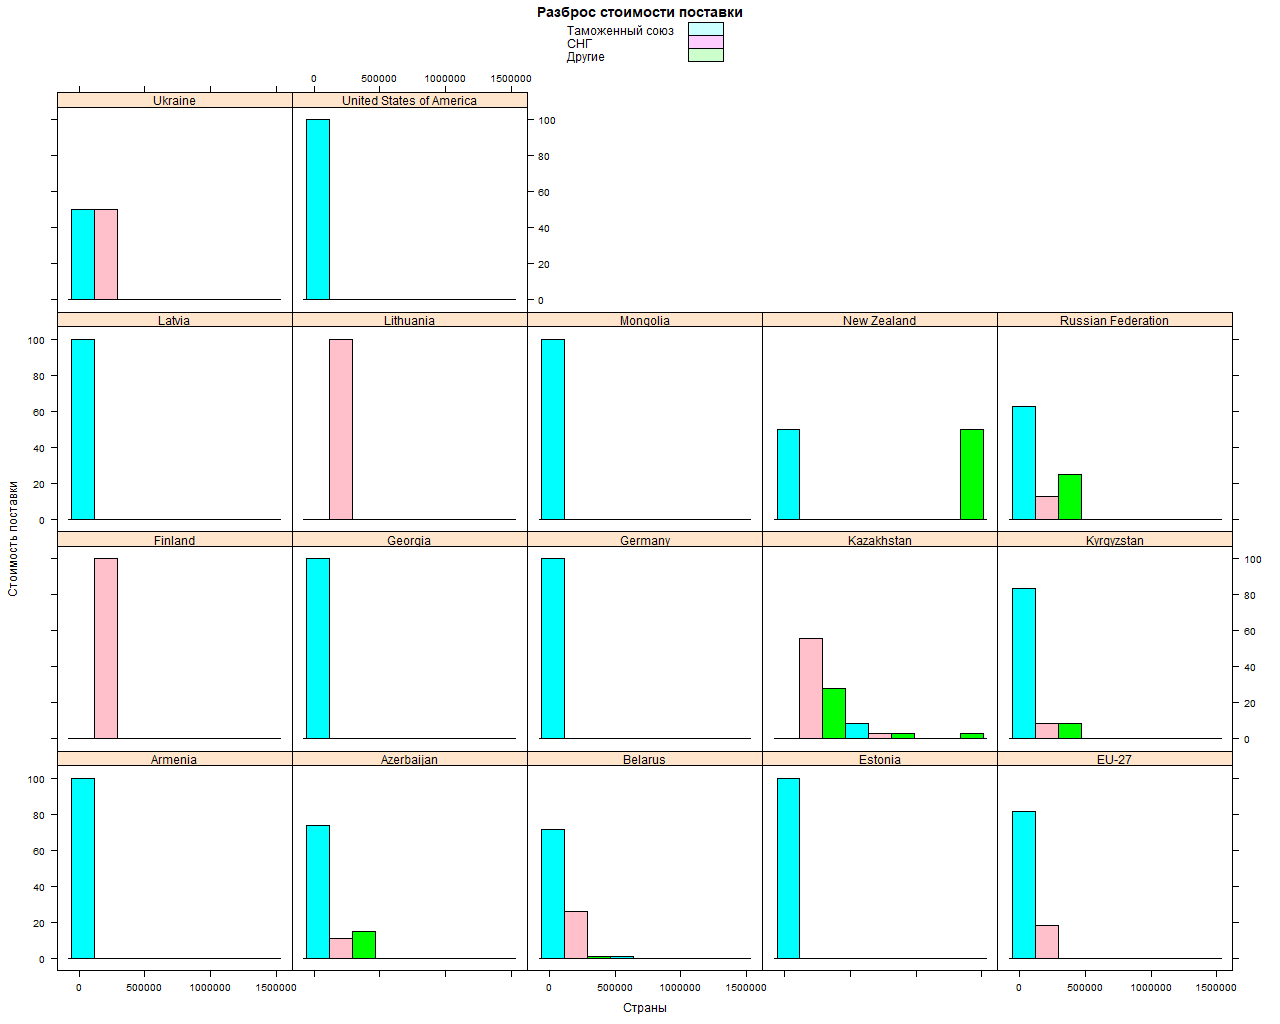 Разброс стоимости поставки
Таможенный союз
СНГ
Другие
0 500000 1000000 1500000
Ukraine United States of America
100
80
60
40
20
0
Latvia Lithuania Mongolia New Zealand Russian Federation
100
80
60
40
20
0
Стоимость поставки
Finland Georgia Germany Kazakhstan Kyrgyzstan
100
80
60
40
20
0
Armenia Azerbaijan Belarus Estonia EU-27
100
80
60
40
20
0
0 500000 1000000 1500000 0 500000 1000000 1500000 0 500000 1000000 1500000
Страны